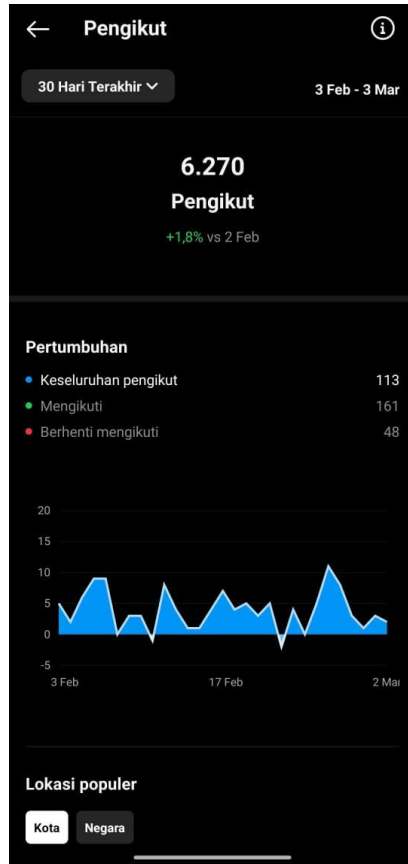 Pengikut
30 Hari Terakhir
3 Feb - 3 Mar
6.270
Pengikut
+1,8% vs 2 Feb
Pertumbuhan
Keseluruhan pengikut 113
Mengikuti 161
Berhenti mengikuti 48
20
15
10
5
0
-5
3 Feb 17 Feb 2 Mar
Lokasi populer
Kota Negara